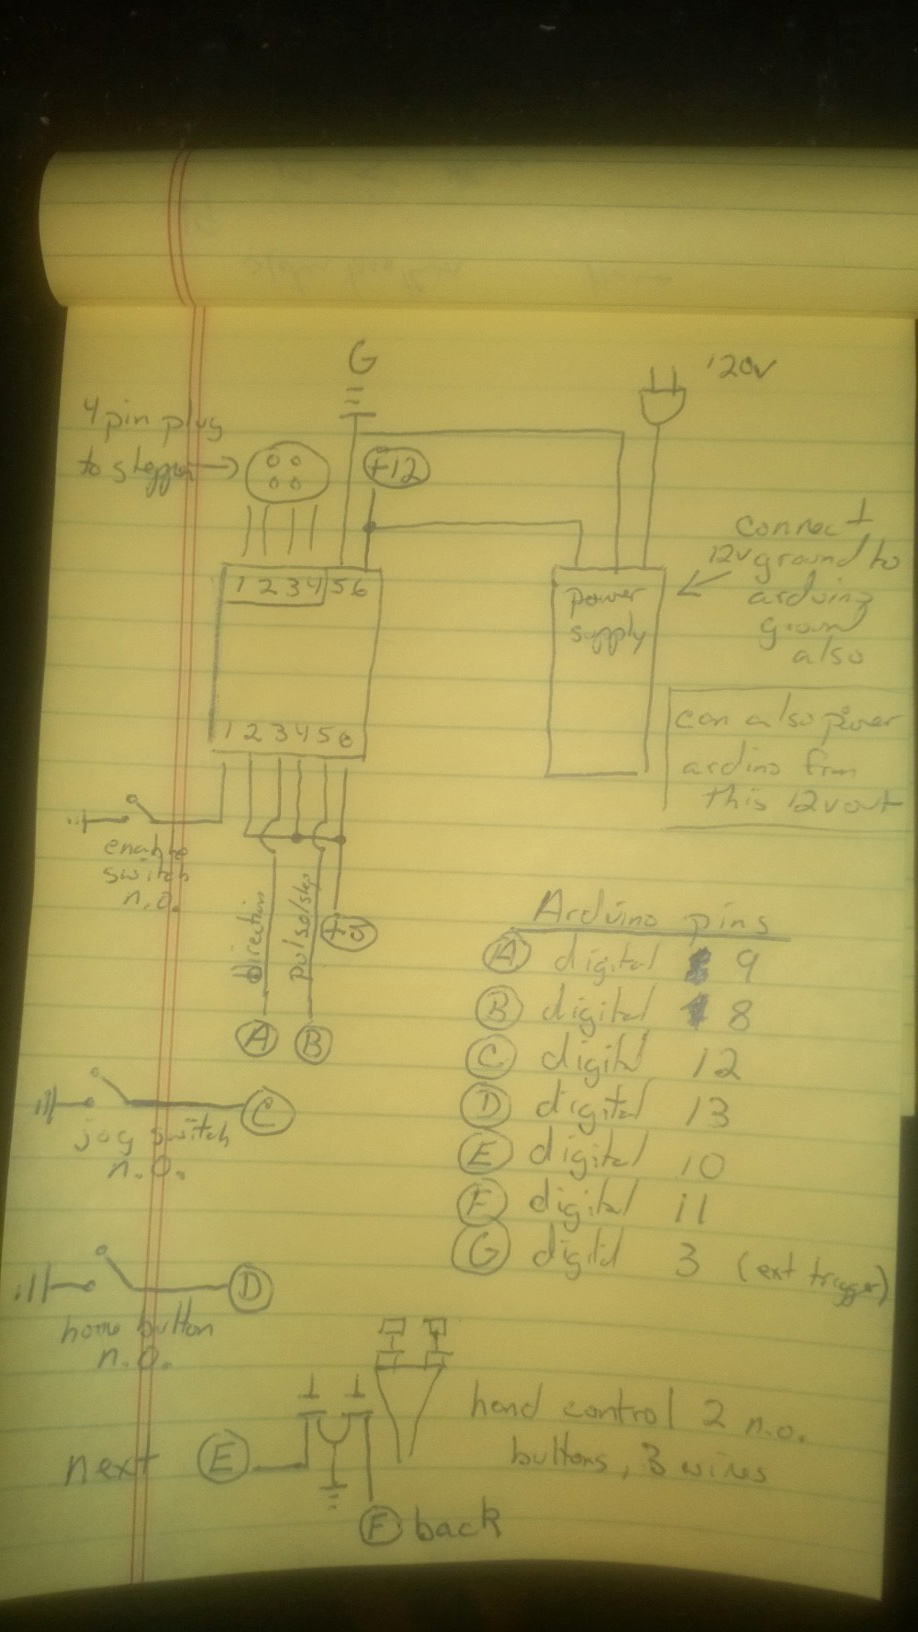 G
120v
4 pin plug
to stepper
+12
connect
12v ground to
arduino
ground
also
1 2 3 4 5 6
power
supply
can also power
ardino from
this 12v out
1 2 3 4 5 6
enable
switch
n.o.
direction
pulse/step
+5
A
B
Arduino pins
A digital 9
B digital 8
C digitl 12
D digital 13
E digital 10
F digital 11
G digitl 3 (ext trigger)
C
jog switch
n.o.
D
home button
n.o.
hand control 2 n.o.
buttons, 3 wires
next E
F back